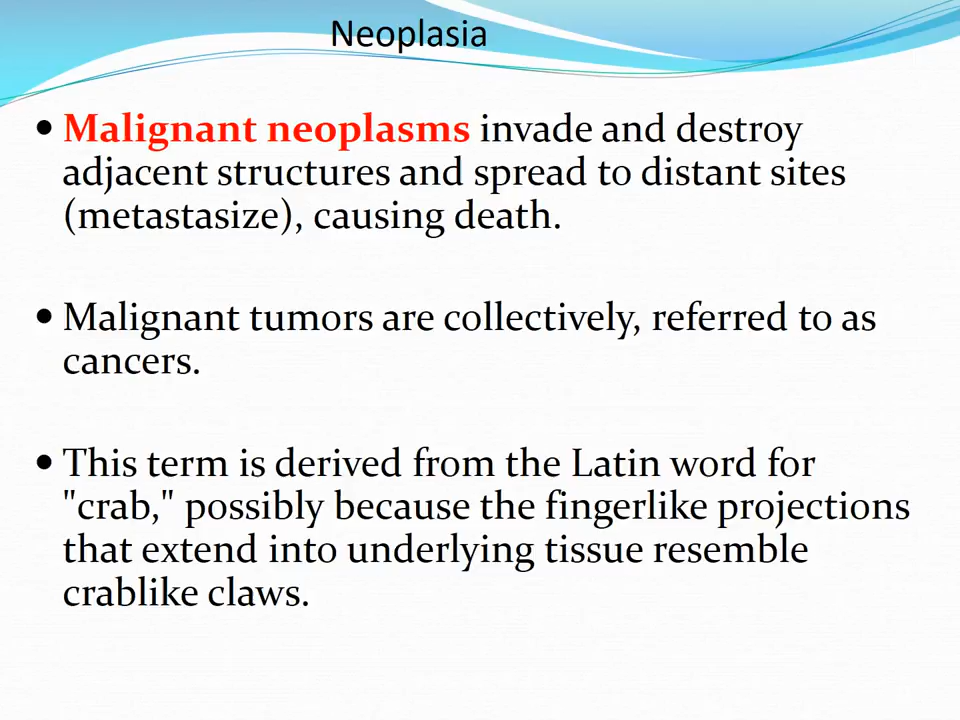 Neoplasia
• Malignant neoplasms invade and destroy
adjacent structures and spread to distant sites
(metastasize), causing death.
• Malignant tumors are collectively, referred to as
cancers.
• This term is derived from the Latin word for
"crab," possibly because the fingerlike projections
that extend into underlying tissue resemble
crablike claws.